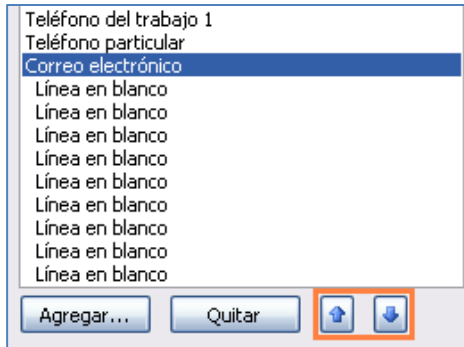 Teléfono del trabajo 1
Teléfono particular
Correo electrónico
Línea en blanco
Línea en blanco
Línea en blanco
Línea en blanco
Línea en blanco
Línea en blanco
Línea en blanco
Línea en blanco
Línea en blanco
Agregar... Quitar